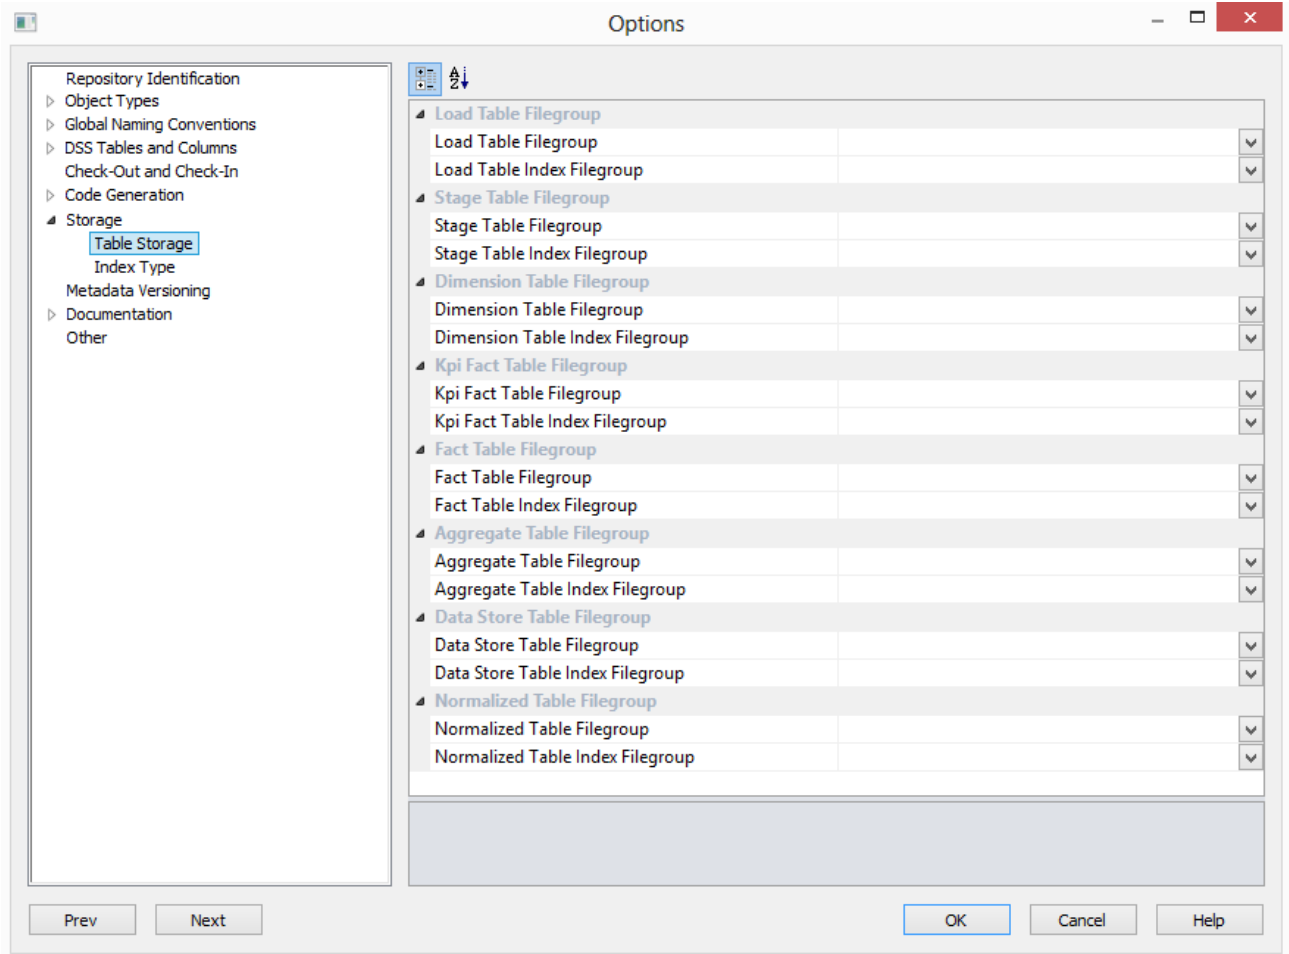 Options
Repository Identification
Object Types
Global Naming Conventions
DSS Tables and Columns
Check-Out and Check-In
Code Generation
Storage
Table Storage
Index Type
Metadata Versioning
Documentation
Other
A
Z
Load Table Filegroup
Load Table Filegroup
Load Table Index Filegroup
Stage Table Filegroup
Stage Table Filegroup
Stage Table Index Filegroup
Dimension Table Filegroup
Dimension Table Filegroup
Dimension Table Index Filegroup
Kpi Fact Table Filegroup
Kpi Fact Table Filegroup
Kpi Fact Table Index Filegroup
Fact Table Filegroup
Fact Table Filegroup
Fact Table Index Filegroup
Aggregate Table Filegroup
Aggregate Table Filegroup
Aggregate Table Index Filegroup
Data Store Table Filegroup
Data Store Table Filegroup
Data Store Table Index Filegroup
Normalized Table Filegroup
Normalized Table Filegroup
Normalized Table Index Filegroup
Prev Next OK Cancel Help